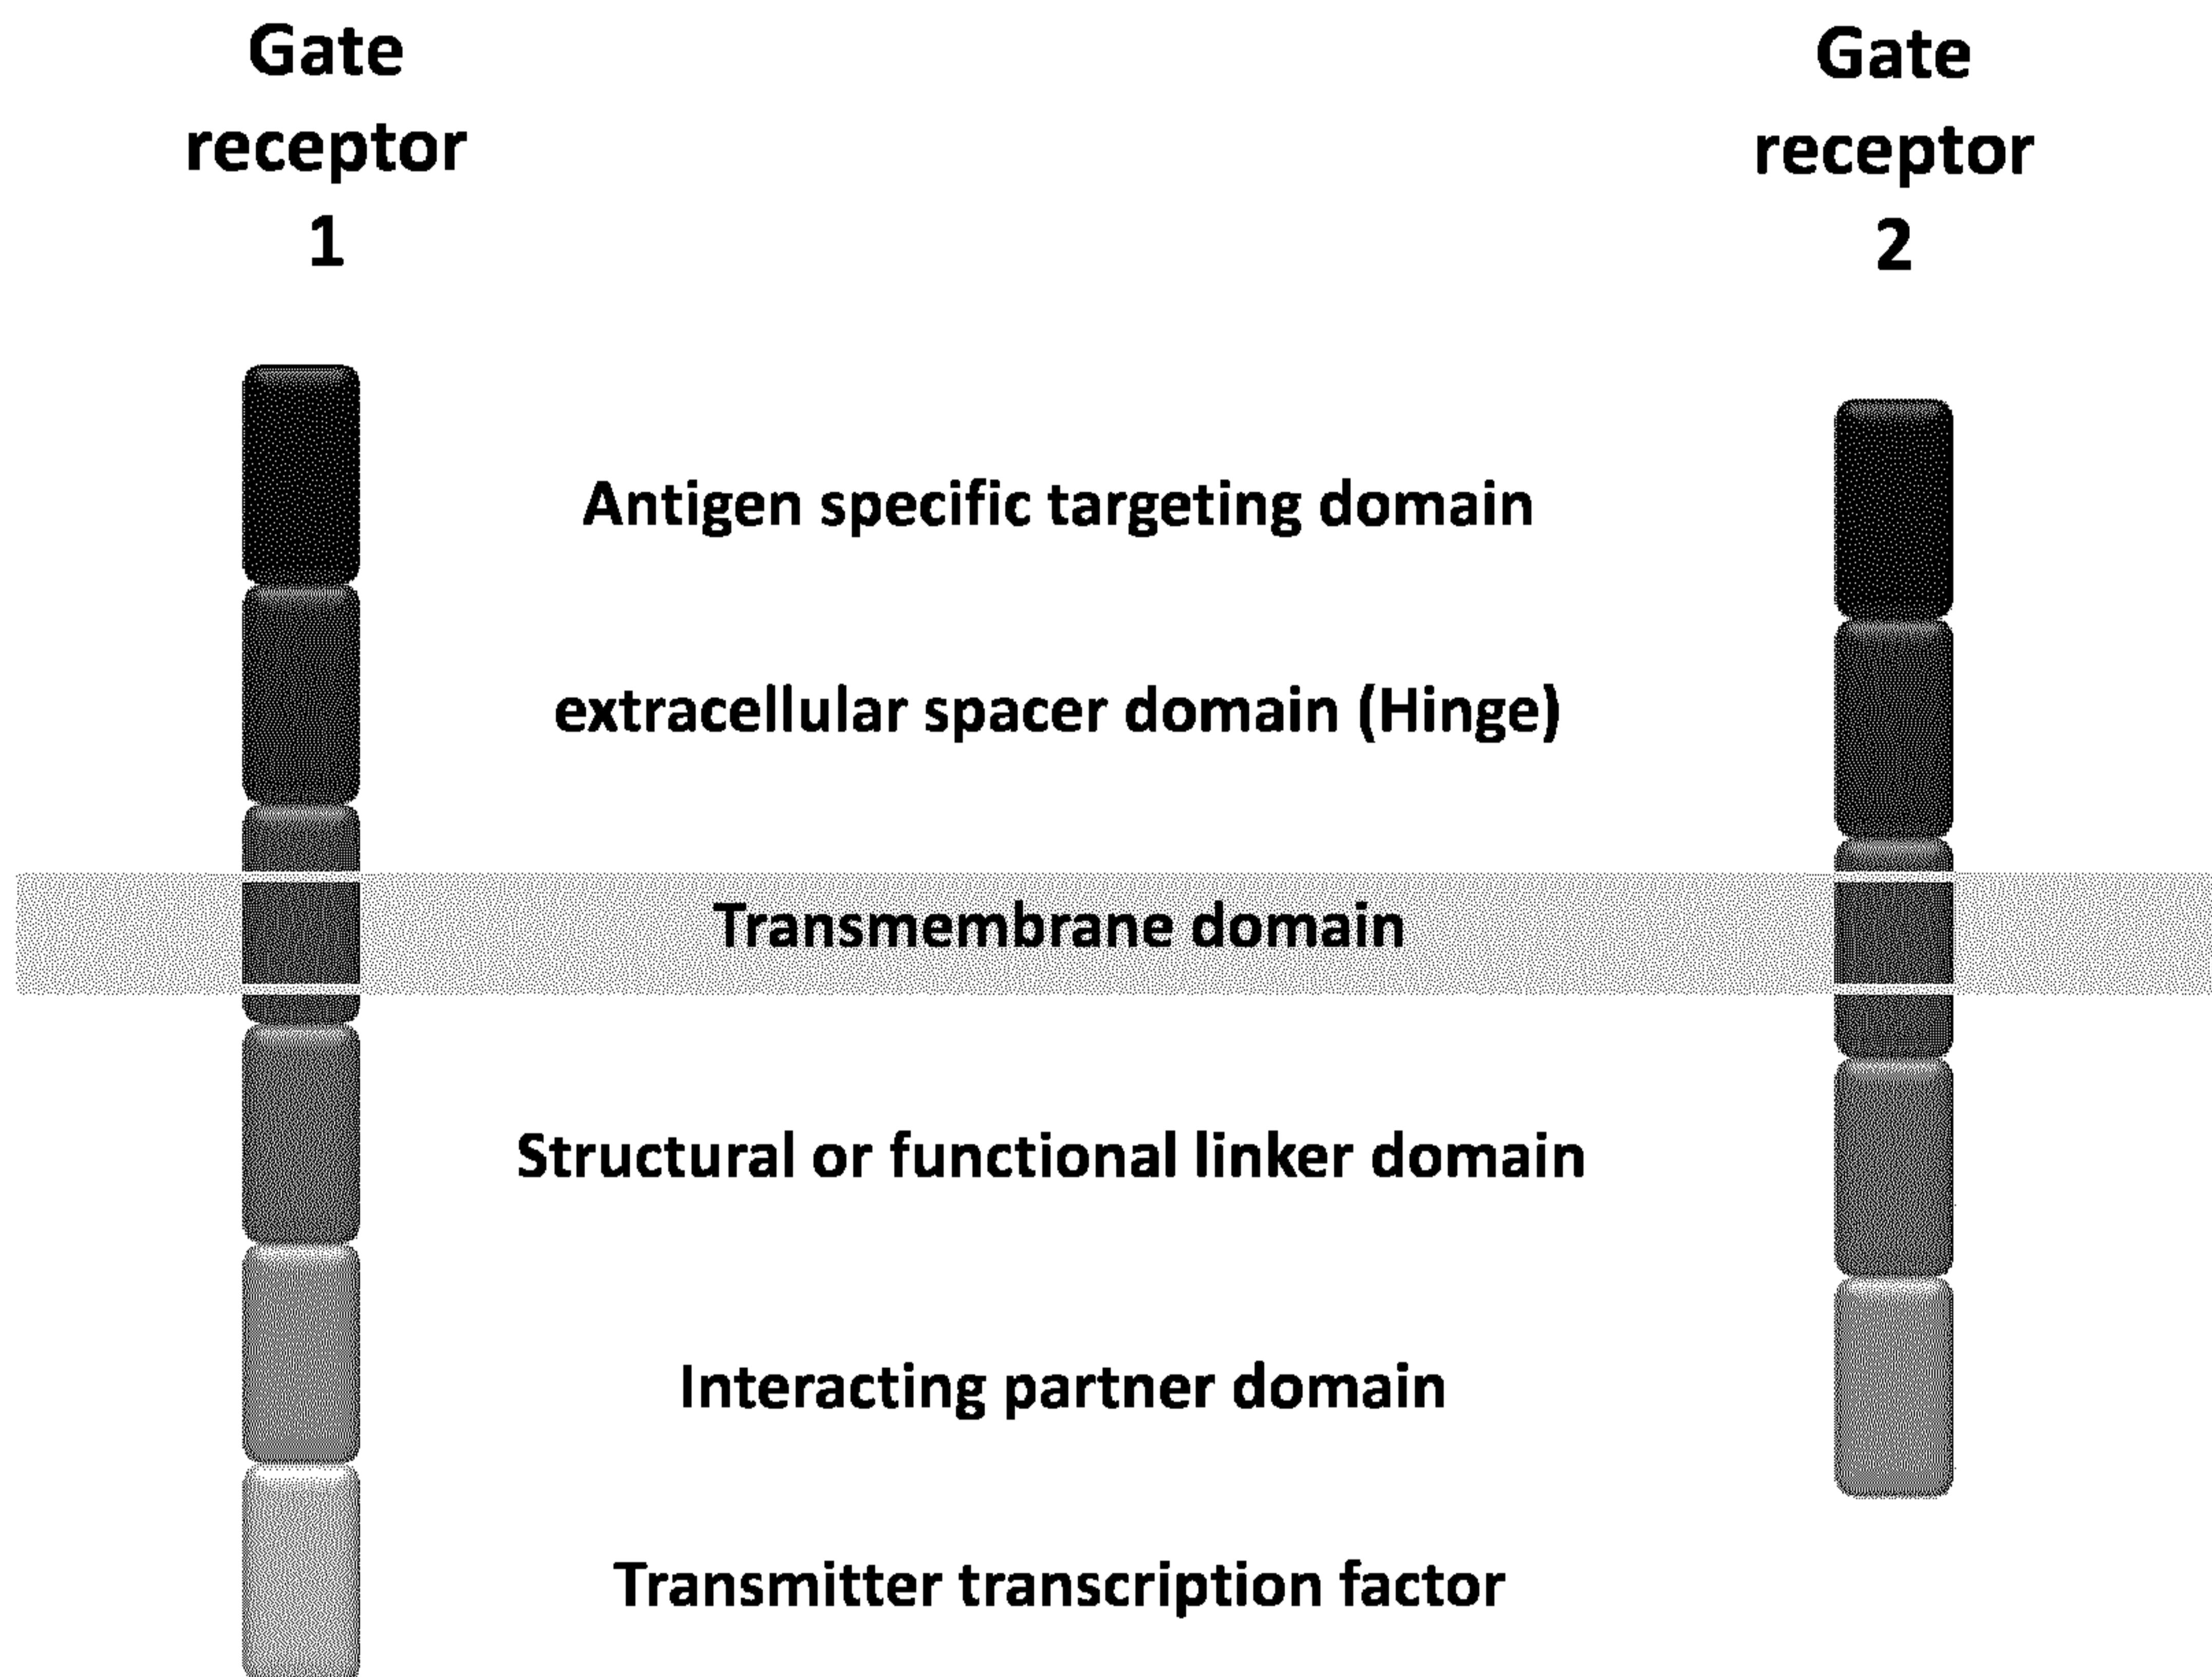 Gate
receptor
1
Gate
receptor
2
Antigen specific targeting domain
extracellular spacer domain (Hinge)
Transmembrane domain
Structural or functional linker domain
Interacting partner domain
Transmitter transcription factor